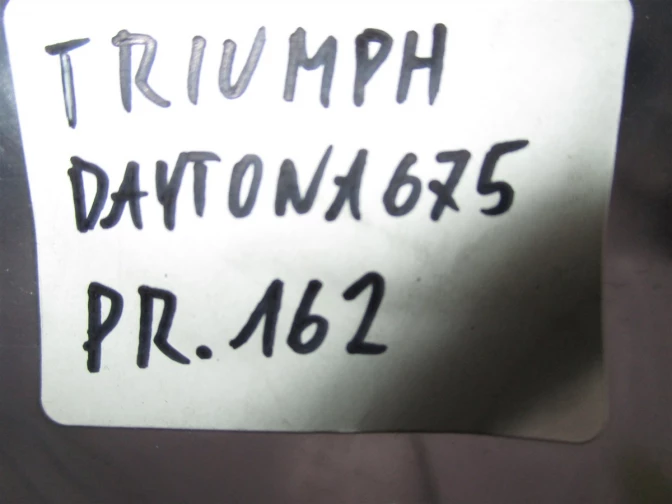 TRIUMPH
DAYTONA 675
PR. 162